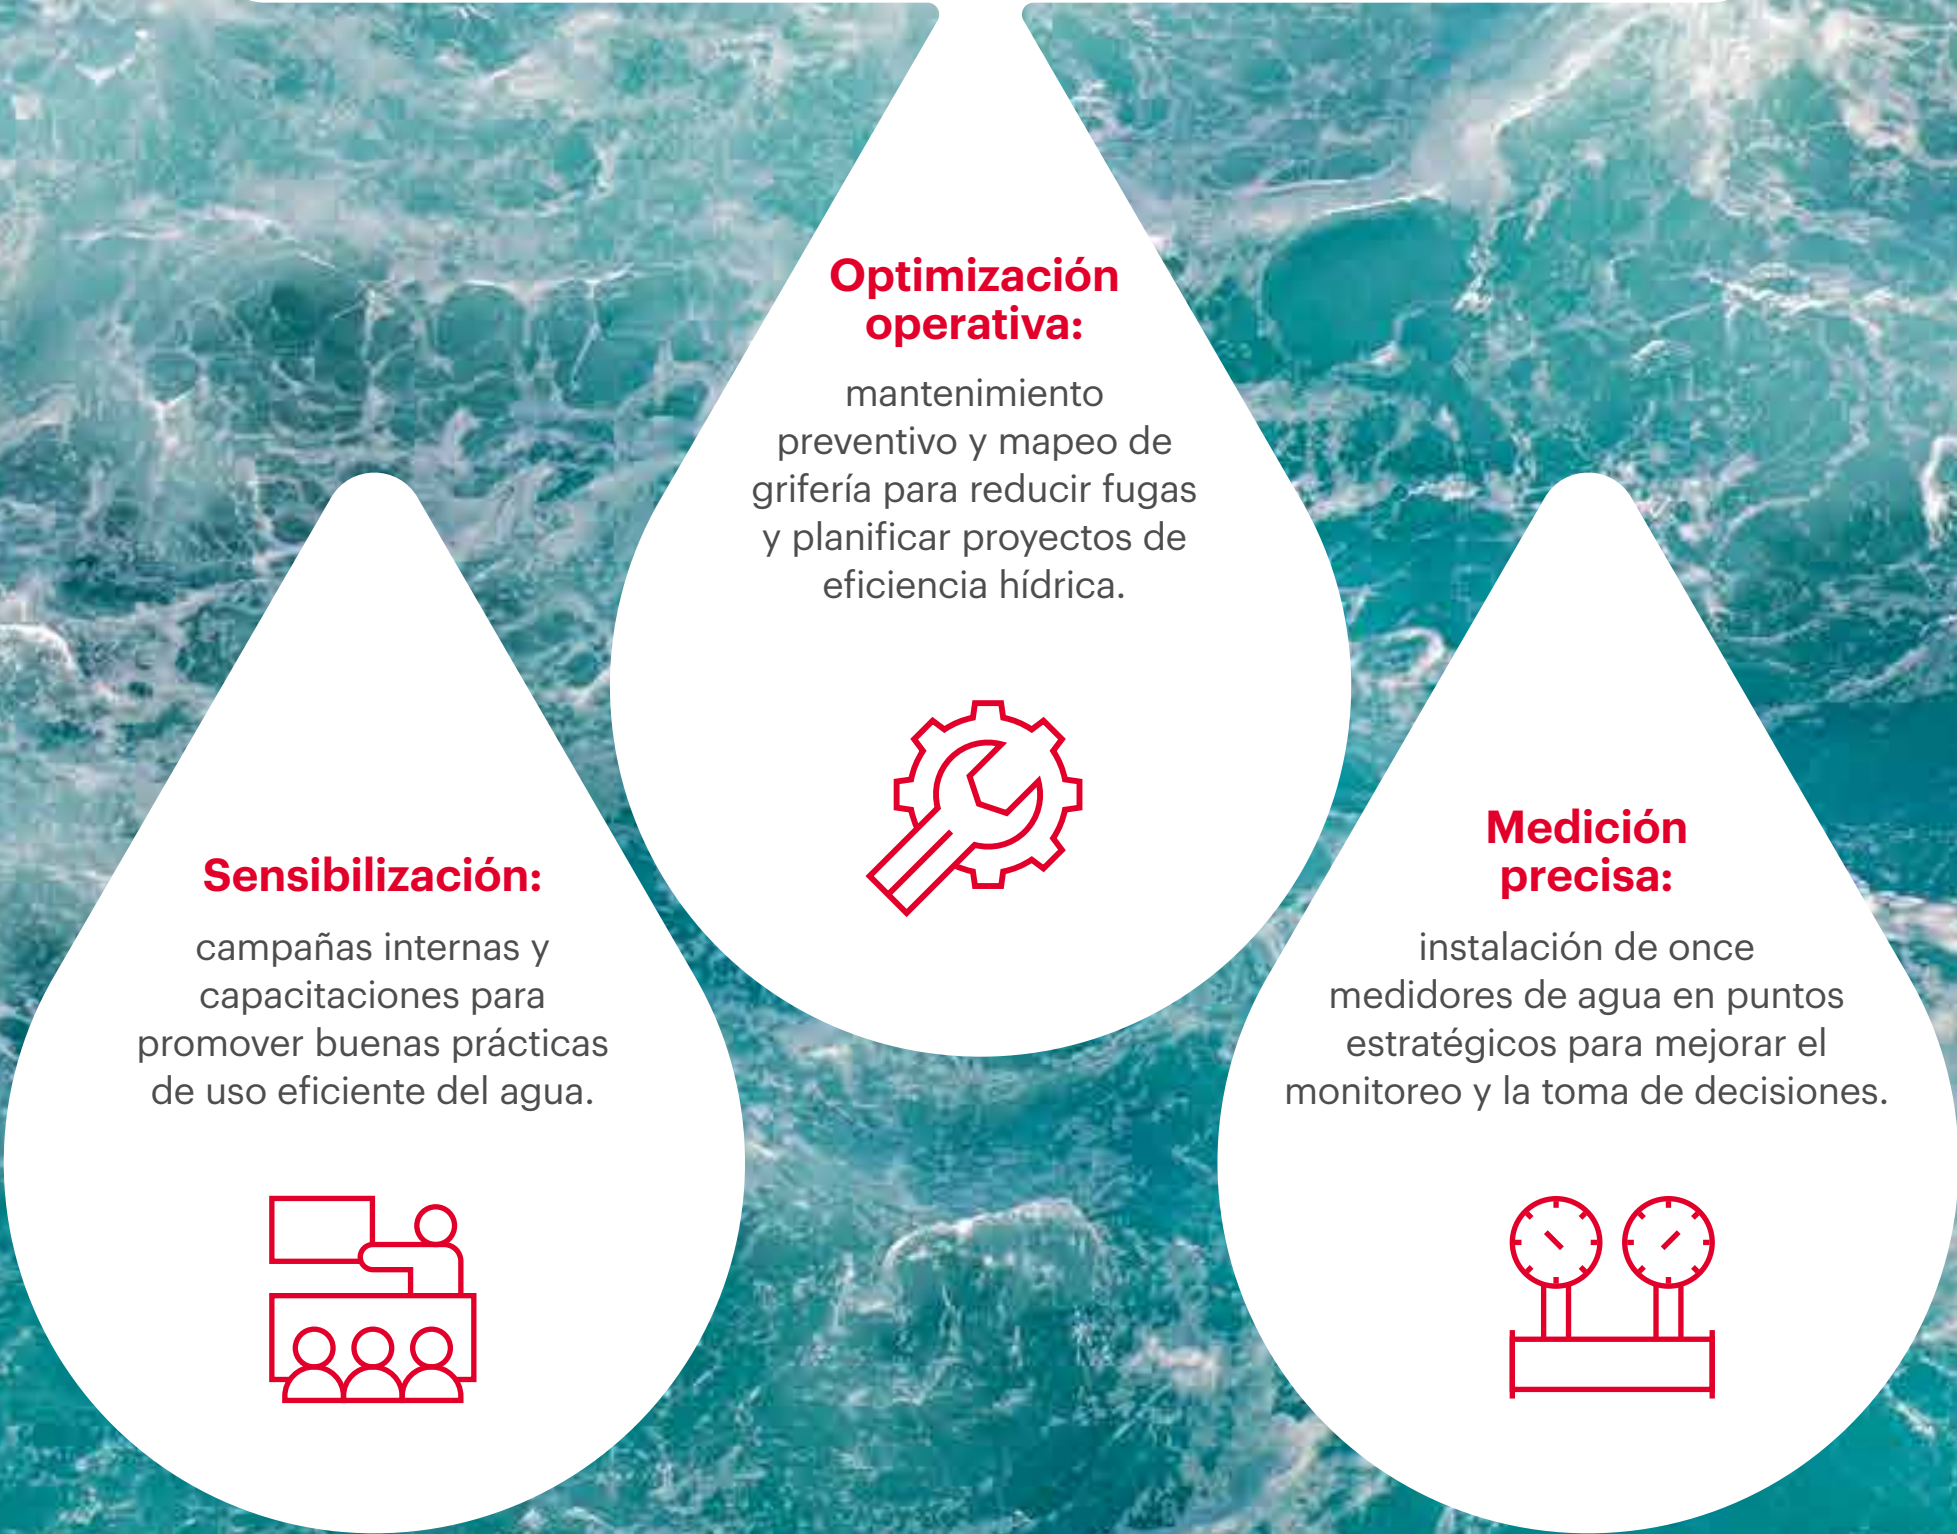 Optimización
operativa:
mantenimiento
preventivo y mapeo de
grifería para reducir fugas
y planificar proyectos de
eficiencia hídrica.
Sensibilización:
campañas internas y
capacitaciones para
promover buenas prácticas
de uso eficiente del agua.
Medición
precisa:
instalación de once
medidores de agua en puntos
estratégicos para mejorar el
monitoreo y la toma de decisiones.